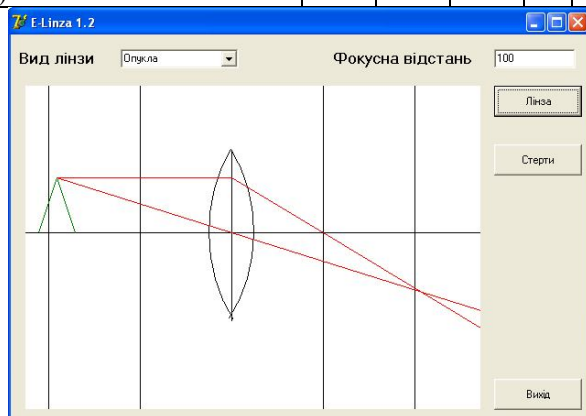 E-Linza 1.2
Вид лінзи Опукла Фокусна відстань 100
Лінза
Стерти
Вихід